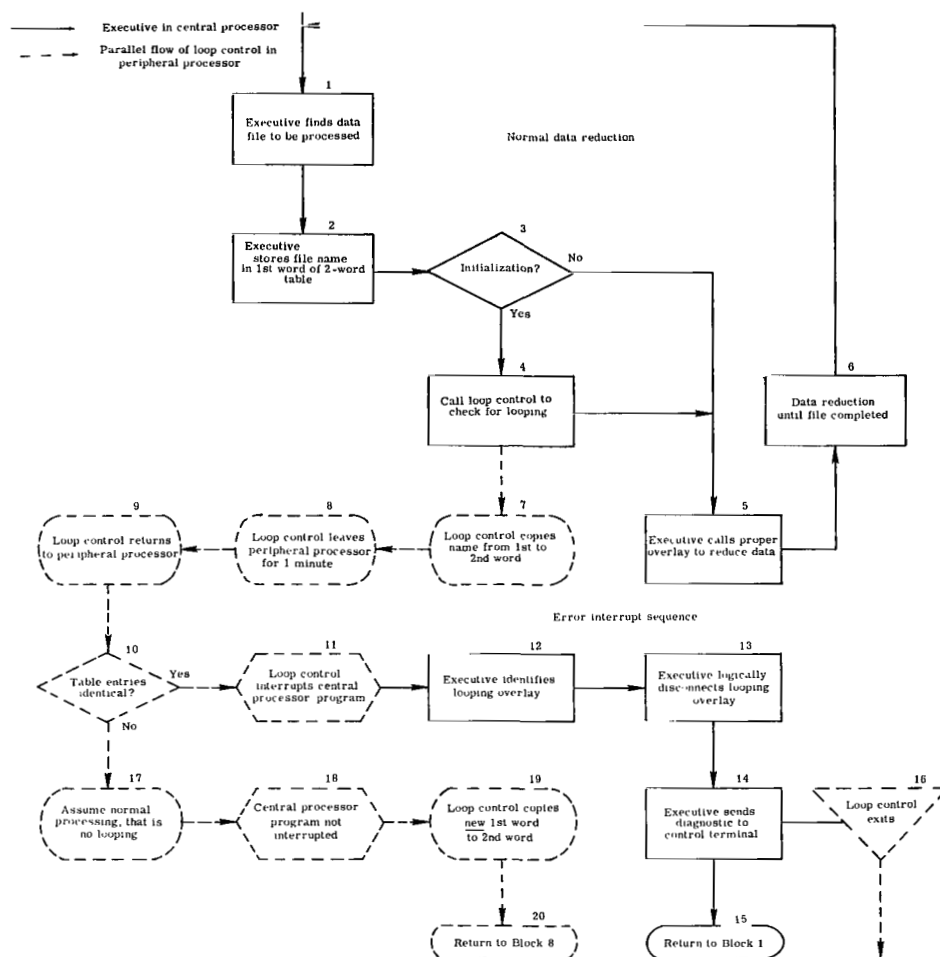 Executive in central processor
Parallel flow of loop control in
peripheral processor
1
Executive finds data
file to be processed
Normal data reduction
2
Executive
stores file name
in 1st word of 2-word
table
3
Initialization?
No
Yes
4
Call loop control to
check for looping
6
Data reduction
until file completed
9
Loop control returns
to peripheral processor
8
Loop control leaves
peripheral processor
for 1 minute
7
Loop control copies
name from 1st to
2nd word
5
Executive calls proper
overlay to reduce data
Error interrupt sequence
10
Table entries
identical?
Yes
No
11
Loop control
interrupts central
processor program
12
Executive identifies
looping overlay
13
Executive logically
disconnects looping
overlay
17
Assume normal
processing, that is
no looping
18
Central processor
program not
interrupted
19
Loop control copies
new 1st word
to 2nd word
14
Executive sends
diagnostic to
control terminal
16
Loop control
exits
20
Return to Block 8
15
Return to Block 1